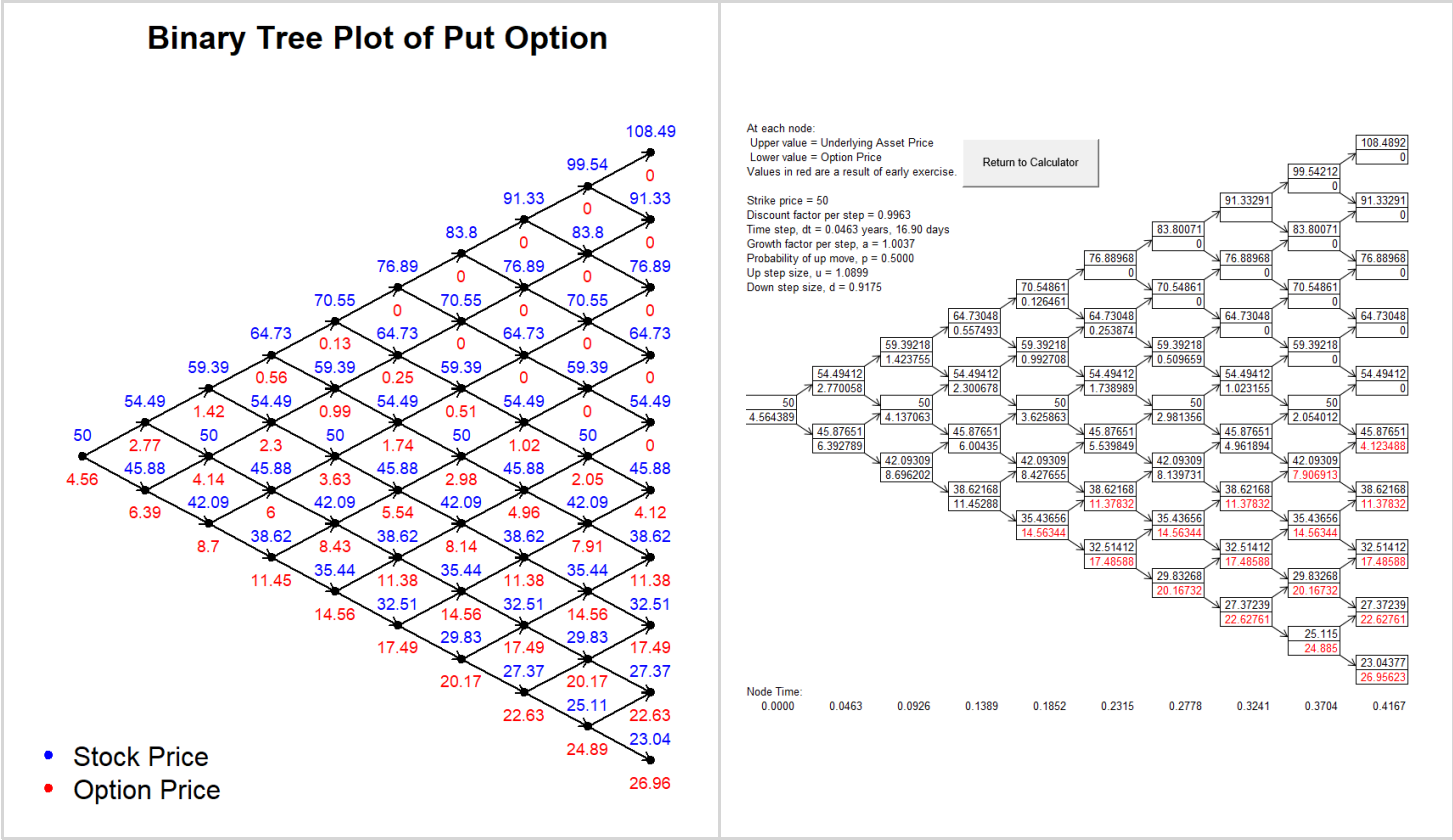 Binary Tree Plot of Put Option
108.49
99.54
0
91.33 91.33
0
83.8 83.8
0 0
76.89 76.89 76.89
0 0
70.55 70.55 70.55
0 0 0
64.73 64.73 64.73 64.73
0.13 0 0
59.39 59.39 59.39 59.39
0.56 0.25 0 0
54.49 54.49 54.49 54.49 54.49
1.42 0.99 0.51 0
50 50 50 50 50
2.77 2.3 1.74 1.02 0
45.88 45.88 45.88 45.88 45.88
4.56 4.14 3.63 2.98 2.05
42.09 42.09 42.09 42.09
6.39 6 5.54 4.96 4.12
38.62 38.62 38.62 38.62
8.7 8.43 8.14 7.91
35.44 35.44 35.44
11.45 11.38 11.38 11.38
32.51 32.51 32.51
14.56 14.56 14.56
29.83 29.83
17.49 17.49 17.49
27.37 27.37
20.17 20.17
25.11
22.63 22.63
23.04
24.89
26.96
Stock Price
Option Price
At each node:
Upper value = Underlying Asset Price
Lower value = Option Price
Values in red are a result of early exercise.
Return to Calculator
Strike price = 50
Discount factor per step = 0.9963
Time step, dt = 0.0463 years, 16.90 days
Growth factor per step, a = 1.0037
Probability of up move, p = 0.5000
Up step size, u = 1.0899
Down step size, d = 0.9175
108.4892
0
99.54212
0
91.33291 91.33291
0
83.80071 83.80071
0 0
76.88968 76.88968 76.88968
0 0 0
70.54861 70.54861 70.54861
0.126461 0 0
64.73048 64.73048 64.73048 64.73048
0.557493 0.253874 0 0
59.39218 59.39218 59.39218 59.39218
1.423755 0.992708 0.509659 0
54.49412 54.49412 54.49412 54.49412 54.49412
2.770058 2.300678 1.738989 1.023155 0
50 50 50 50 50
4.564389 4.137063 3.625863 2.981356 2.054012
45.87651 45.87651 45.87651 45.87651 45.87651
6.392789 6.00435 5.539849 4.961894 4.123488
42.09309 42.09309 42.09309 42.09309
8.696202 8.427655 8.139731 7.906913
38.62168 38.62168 38.62168 38.62168
11.45288 11.37832 11.37832 11.37832
35.43656 35.43656 35.43656
14.56344 14.56344 14.56344
32.51412 32.51412 32.51412
17.48588 17.48588 17.48588
29.83268 29.83268
20.16732 20.16732
27.37239 27.37239
22.62761 22.62761
25.115
24.885
23.04377
26.95623
Node Time:
0.0000 0.0463 0.0926 0.1389 0.1852 0.2315 0.2778 0.3241 0.3704 0.4167